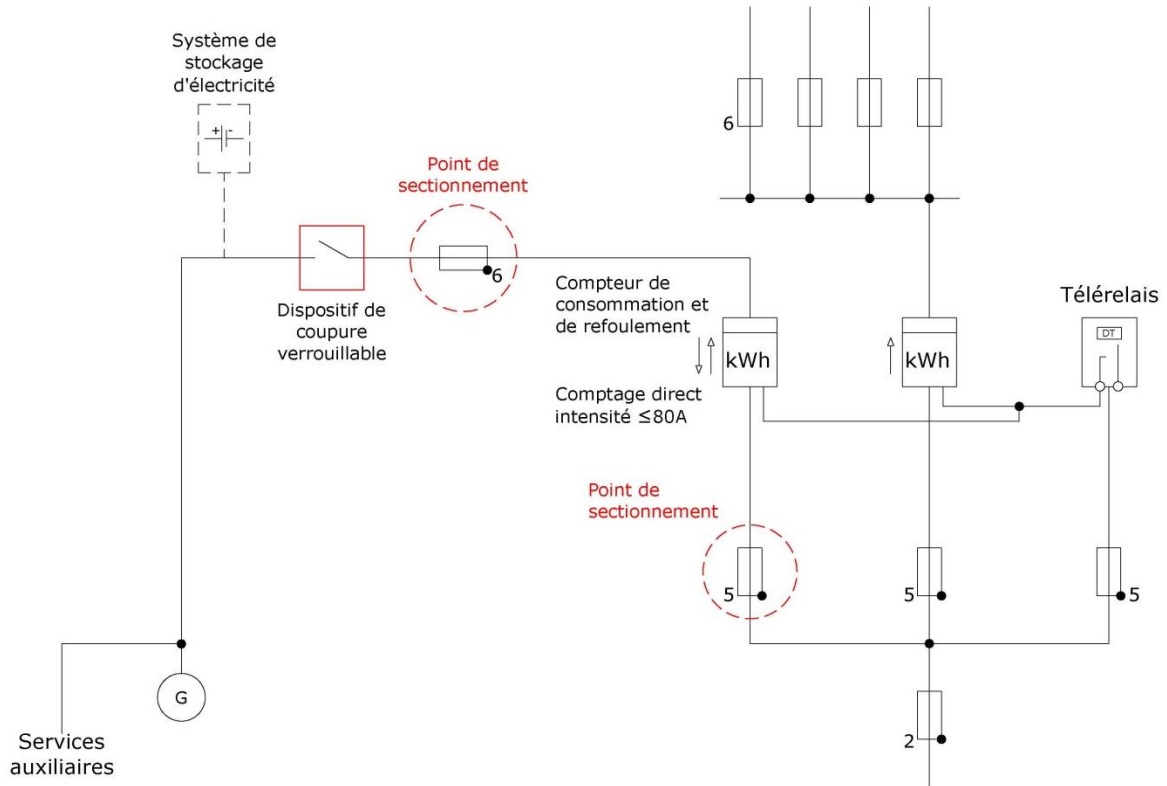 Système de
stockage
d'électricité
+ -
Point de
sectionnement
6
6
Dispositif de
coupure
verrouillable
Compteur de
consommation et
de refoulement
kWh
kWh
Télérelais
DT
Comptage direct
intensité ≤80A
Point de
sectionnement
5
5
5
G
2
Services
auxiliaires